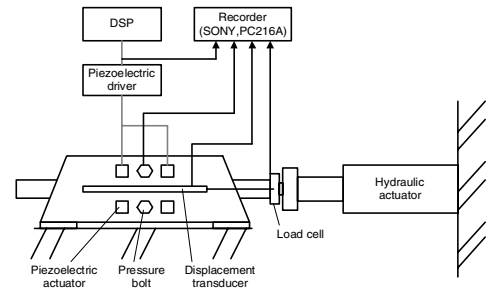 DSP
Recorder
(SONY,PC216A)
Piezoelectric
driver
Hydraulic
actuator
Load cell
Piezoelectric
actuator
Pressure
bolt
Displacement
transducer